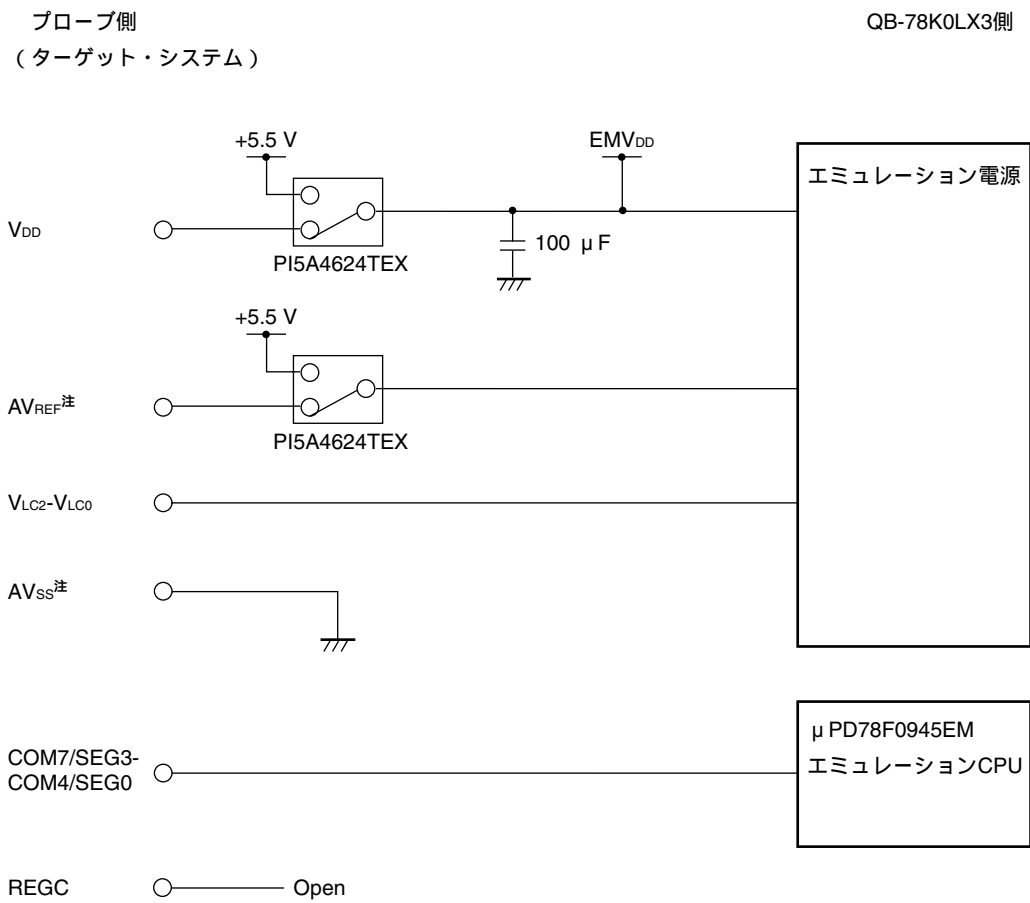 プローブ側
QB-78K0LX3側
(ターゲット・システム)
+5.5 V
EMVDD
エミュレーション電源
VDD
100 μF
PI5A4624TEX
+5.5 V
AVREF注
PI5A4624TEX
VLC2-VLC0
AVSS注
μPD78F0945EM
COM7/SEG3-
COM4/SEG0
エミュレーションCPU
REGC
Open